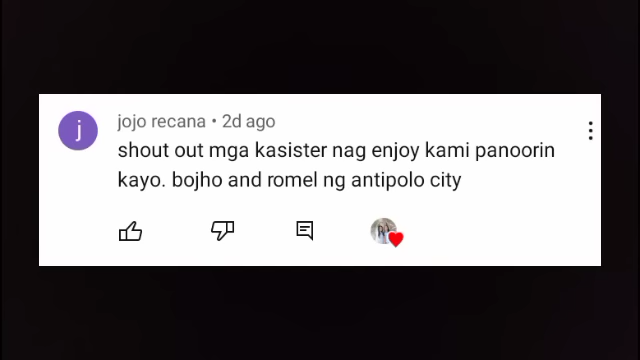 j
jojo recana • 2d ago
shout out mga kasister nag enjoy kami panoorin
kayo. bojho and romel ng antipolo city